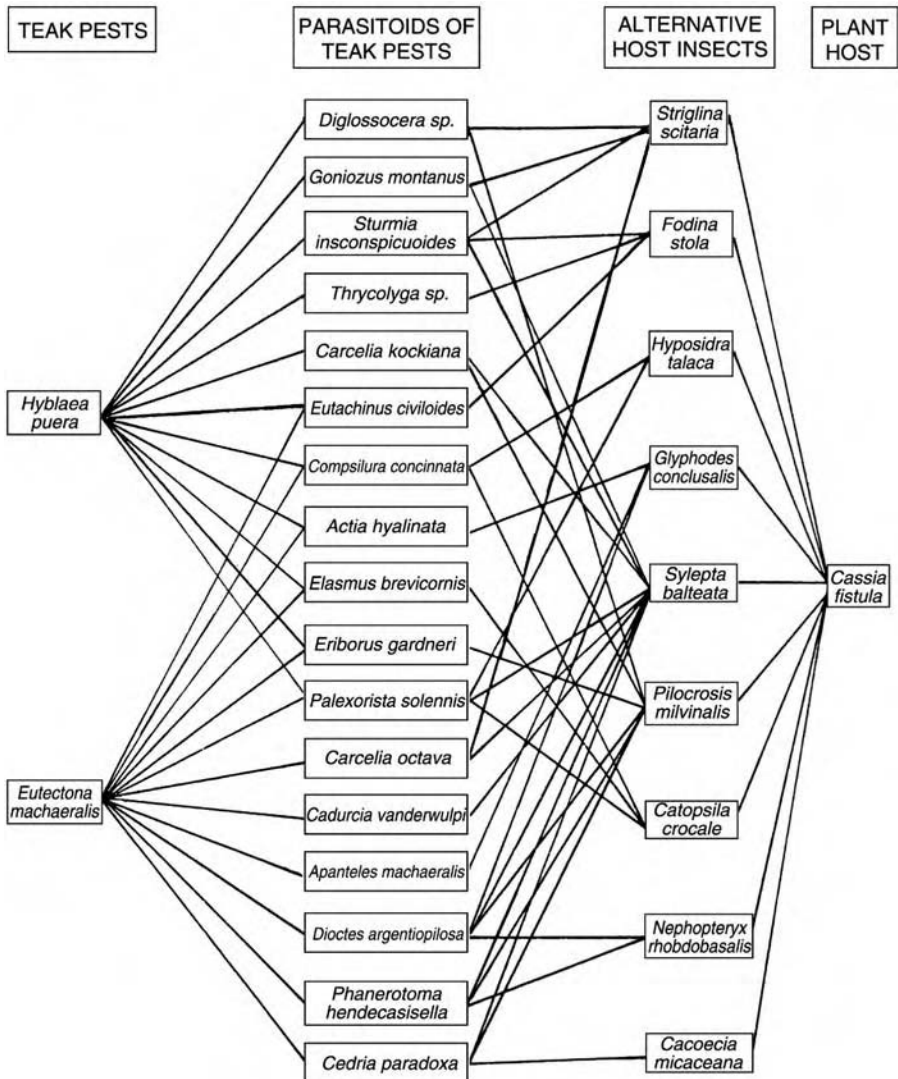 TEAK PESTS
PARASITOIDS OF
TEAK PESTS
ALTERNATIVE
HOST INSECTS
PLANT
HOST
Hyblaea
puera
Eutectona
machaeralis
Diglossocera sp.
Goniozus montanus
Sturmia
insconspicuoides
Thrycolyga sp.
Carcelia kockiana
Eutachinus civiloides
Compsilura concinnata
Actia hyalinata
Elasmus brevicornis
Eriborus gardneri
Palexorista solennis
Carcelia octava
Cadurcia vanderwulpi
Apanteles machaeralis
Dioctes argentiopilosa
Phanerotoma
hendecasisella
Cedria paradoxa
Striglina
scitaria
Fodina
stola
Hyposidra
talaca
Glyphodes
conclusalis
Sylepta
balteata
Pilocrosis
milvinalis
Catopsila
crocale
Nephopteryx
rhobdobasalis
Cacoecia
micaceana
Cassia
fistula